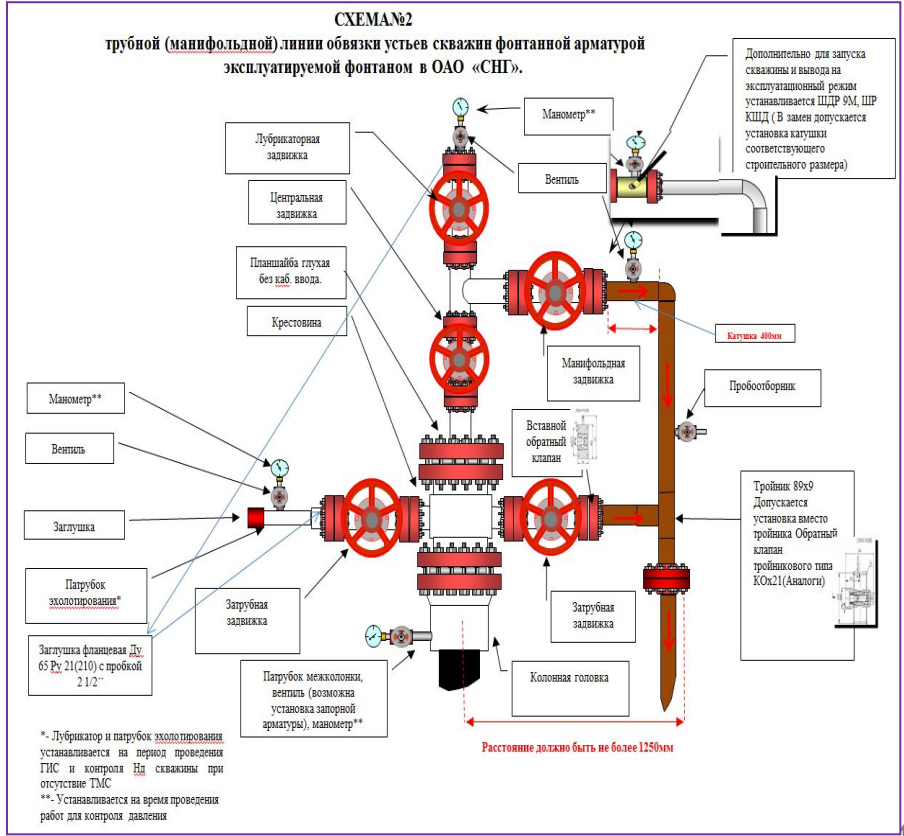 СХЕМА№2
трубной (манифольдной) линии обвязки устьев скважин фонтанной арматурой
эксплуатируемой фонтаном в ОАО «СНГ».
Дополнительно для запуска
скважины и вывода на
эксплуатационный режим
устанавливается ШДР 9М, ШР
КШД ( В замен допускается
установка катушки
соответствующего
строительного размера)
Манометр**
Лубрикаторная
задвижка
Вентиль
Центральная
задвижка
Планшайба глухая
без каб. ввода.
Крестовина
Катушка 400мм
Манифольдная
задвижка
Манометр**
Пробоотборник
Вставной
обратный
клапан
Вентиль
Тройник 89х9
Допускается
установка вместо
тройника Обратный
клапан
тройникового типа
КОх21(Аналоги)
Заглушка
Патрубок
эхолотирования*
Затрубная
задвижка
Затрубная
задвижка
Заглушка фланцевая Ду
65 Ру 21(210) с пробкой
2 1/2´´
Патрубок межколонки,
вентиль (возможна
установка запорной
арматуры), манометр**
Колонная головка
Расстояние должно быть не более 1250мм
*- Лубрикатор и патрубок эхолотирования
устанавливается на период проведения
ГИС и контроля Нд скважины при
отсутствие ТМС
**- Устанавливается на время проведения
работ для контроля давления